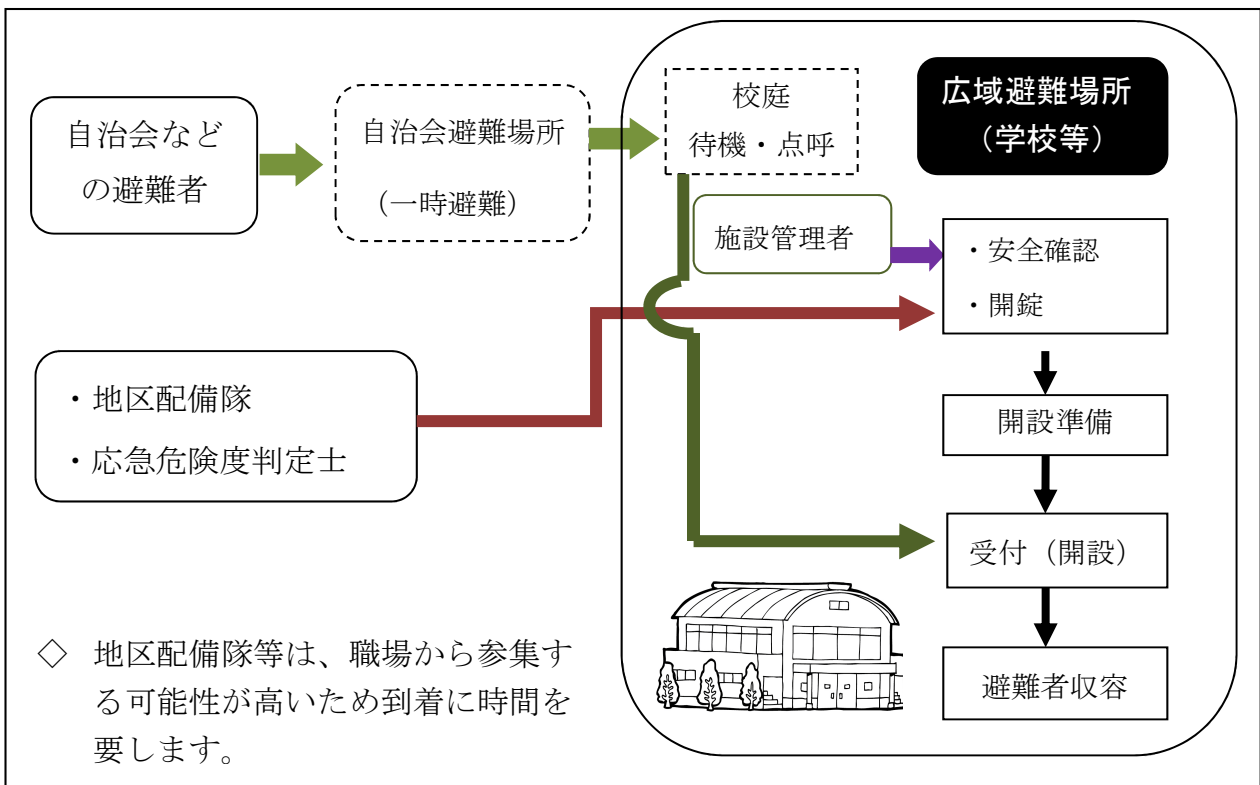 自治会など
の避難者
自治会避難場所
（一時避難）
校庭
待機・点呼
広域避難場所
（学校等）
施設管理者
・安全確認
・開錠
・地区配備隊
・応急危険度判定士
開設準備
受付（開設）
避難者収容
◇ 地区配備隊等は、職場から参集す
る可能性が高いため到着に時間を
要します。